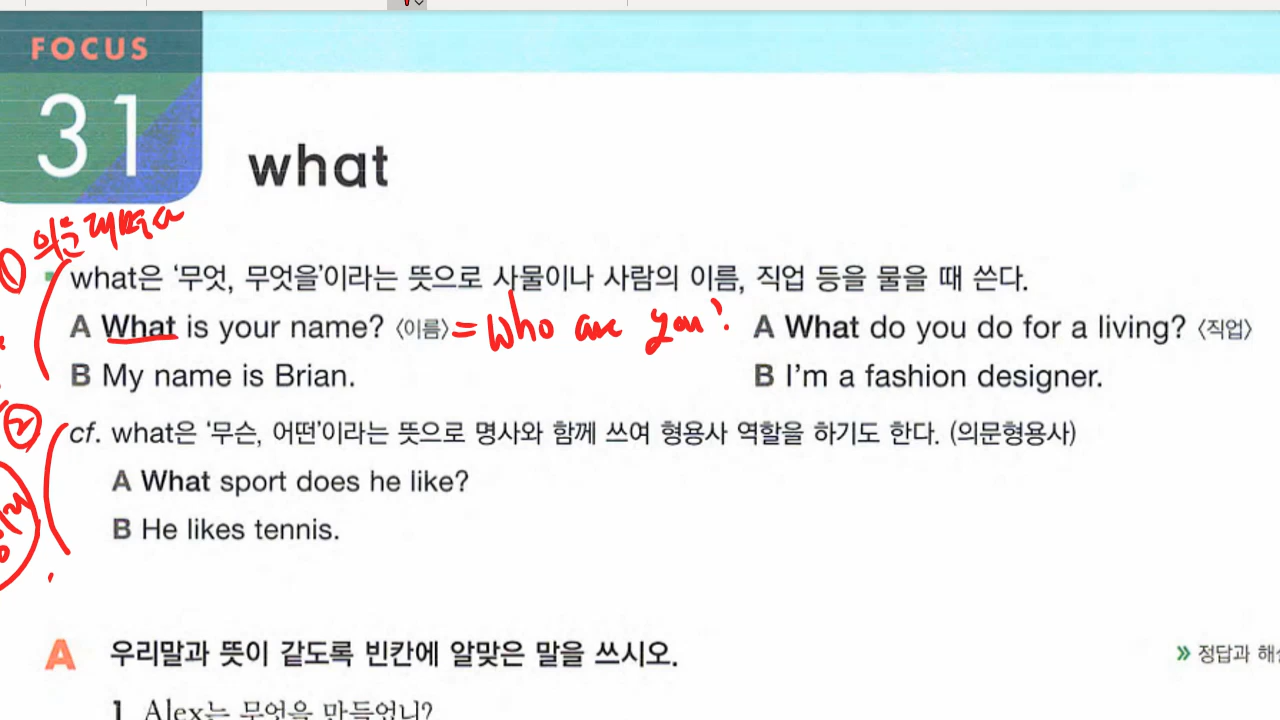 FOCUS
31
what
① 의문대명사
what은 '무엇, 무엇을'이라는 뜻으로 사물이나 사람의 이름, 직업 등을 물을 때 쓴다.
A What is your name? 〈이름〉 = Who are you?
B My name is Brian.
A What do you do for a living? 〈직업〉
B I'm a fashion designer.
②
cf. what은 '무슨, 어떤'이라는 뜻으로 명사와 함께 쓰여 형용사 역할을 하기도 한다. (의문형용사)
A What sport does he like?
B He likes tennis.
A 우리말과 뜻이 같도록 빈칸에 알맞은 말을 쓰시오.
» 정답과 해설
1 Alex는 무엇을 만들었니?